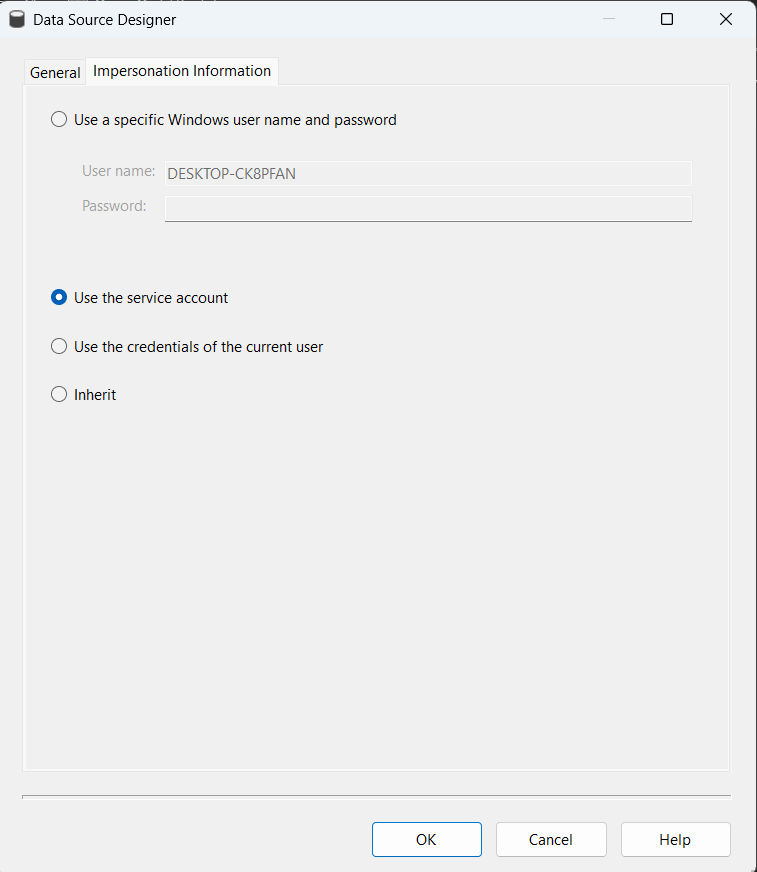 Data Source Designer
General
Impersonation Information
Use a specific Windows user name and password
User name: DESKTOP-CK8PFAN
Password:
Use the service account
Use the credentials of the current user
Inherit
OK
Cancel
Help